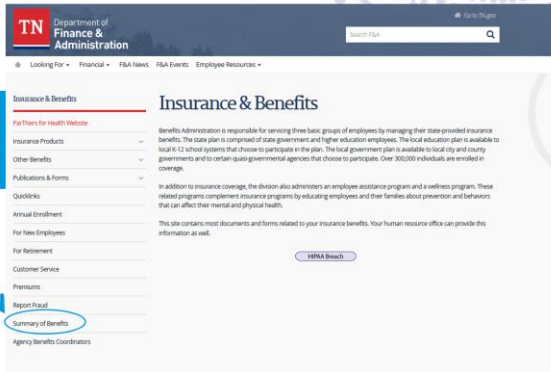 TN
Department of
Finance &
Administration
Go to TN.gov
Search F&A
Looking For
Financial
F&A News
F&A Events
Employee Resources
Insurance & Benefits
ParTNers for Health Website
Insurance Products
Other Benefits
Publications & Forms
Quicklinks
Annual Enrollment
For New Employees
For Retirement
Customer Service
Premiums
Report Fraud
Summary of Benefits
Agency Benefits Coordinators
Insurance & Benefits
Benefits Administration is responsible for servicing three basic groups of employees by managing their state-provided insurance
benefits. The state plan is comprised of state government and higher education employees. The local education plan is available to
local K-12 school systems that choose to participate in the plan. The local government plan is available to local city and county
governments and to certain quasi-governmental agencies that choose to participate. Over 300,000 individuals are enrolled in
coverage.
In addition to insurance coverage, the division also administers an employee assistance program and a wellness program. These
related programs complement insurance programs by educating employees and their families about prevention and behaviors
that can affect their mental and physical health.
This site contains most documents and forms related to your insurance benefits. Your human resource office can provide this
information as well.
HIPAA Breach